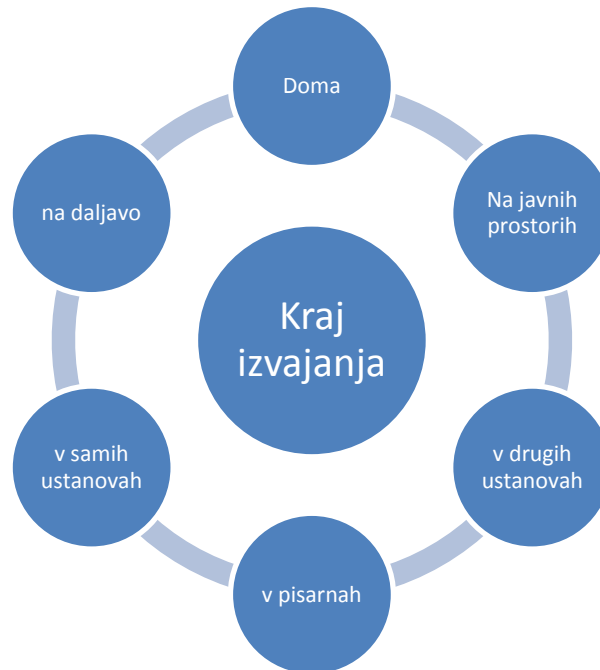 Doma
Na javnih
prostorih
v drugih
ustanovah
v pisarnah
v samih
ustanovah
na daljavo
Kraj
izvajanja